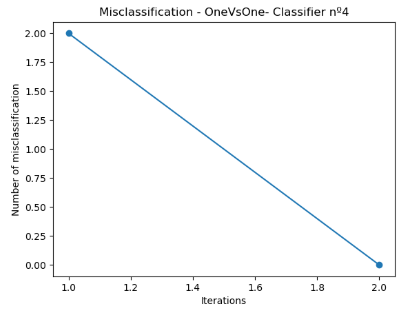 Misclassification - OneVsOne- Classifier nº4
Number of misclassification
2.00
1.75
1.50
1.25
1.00
0.75
0.50
0.25
0.00
1.0 1.2 1.4 1.6 1.8 2.0
Iterations